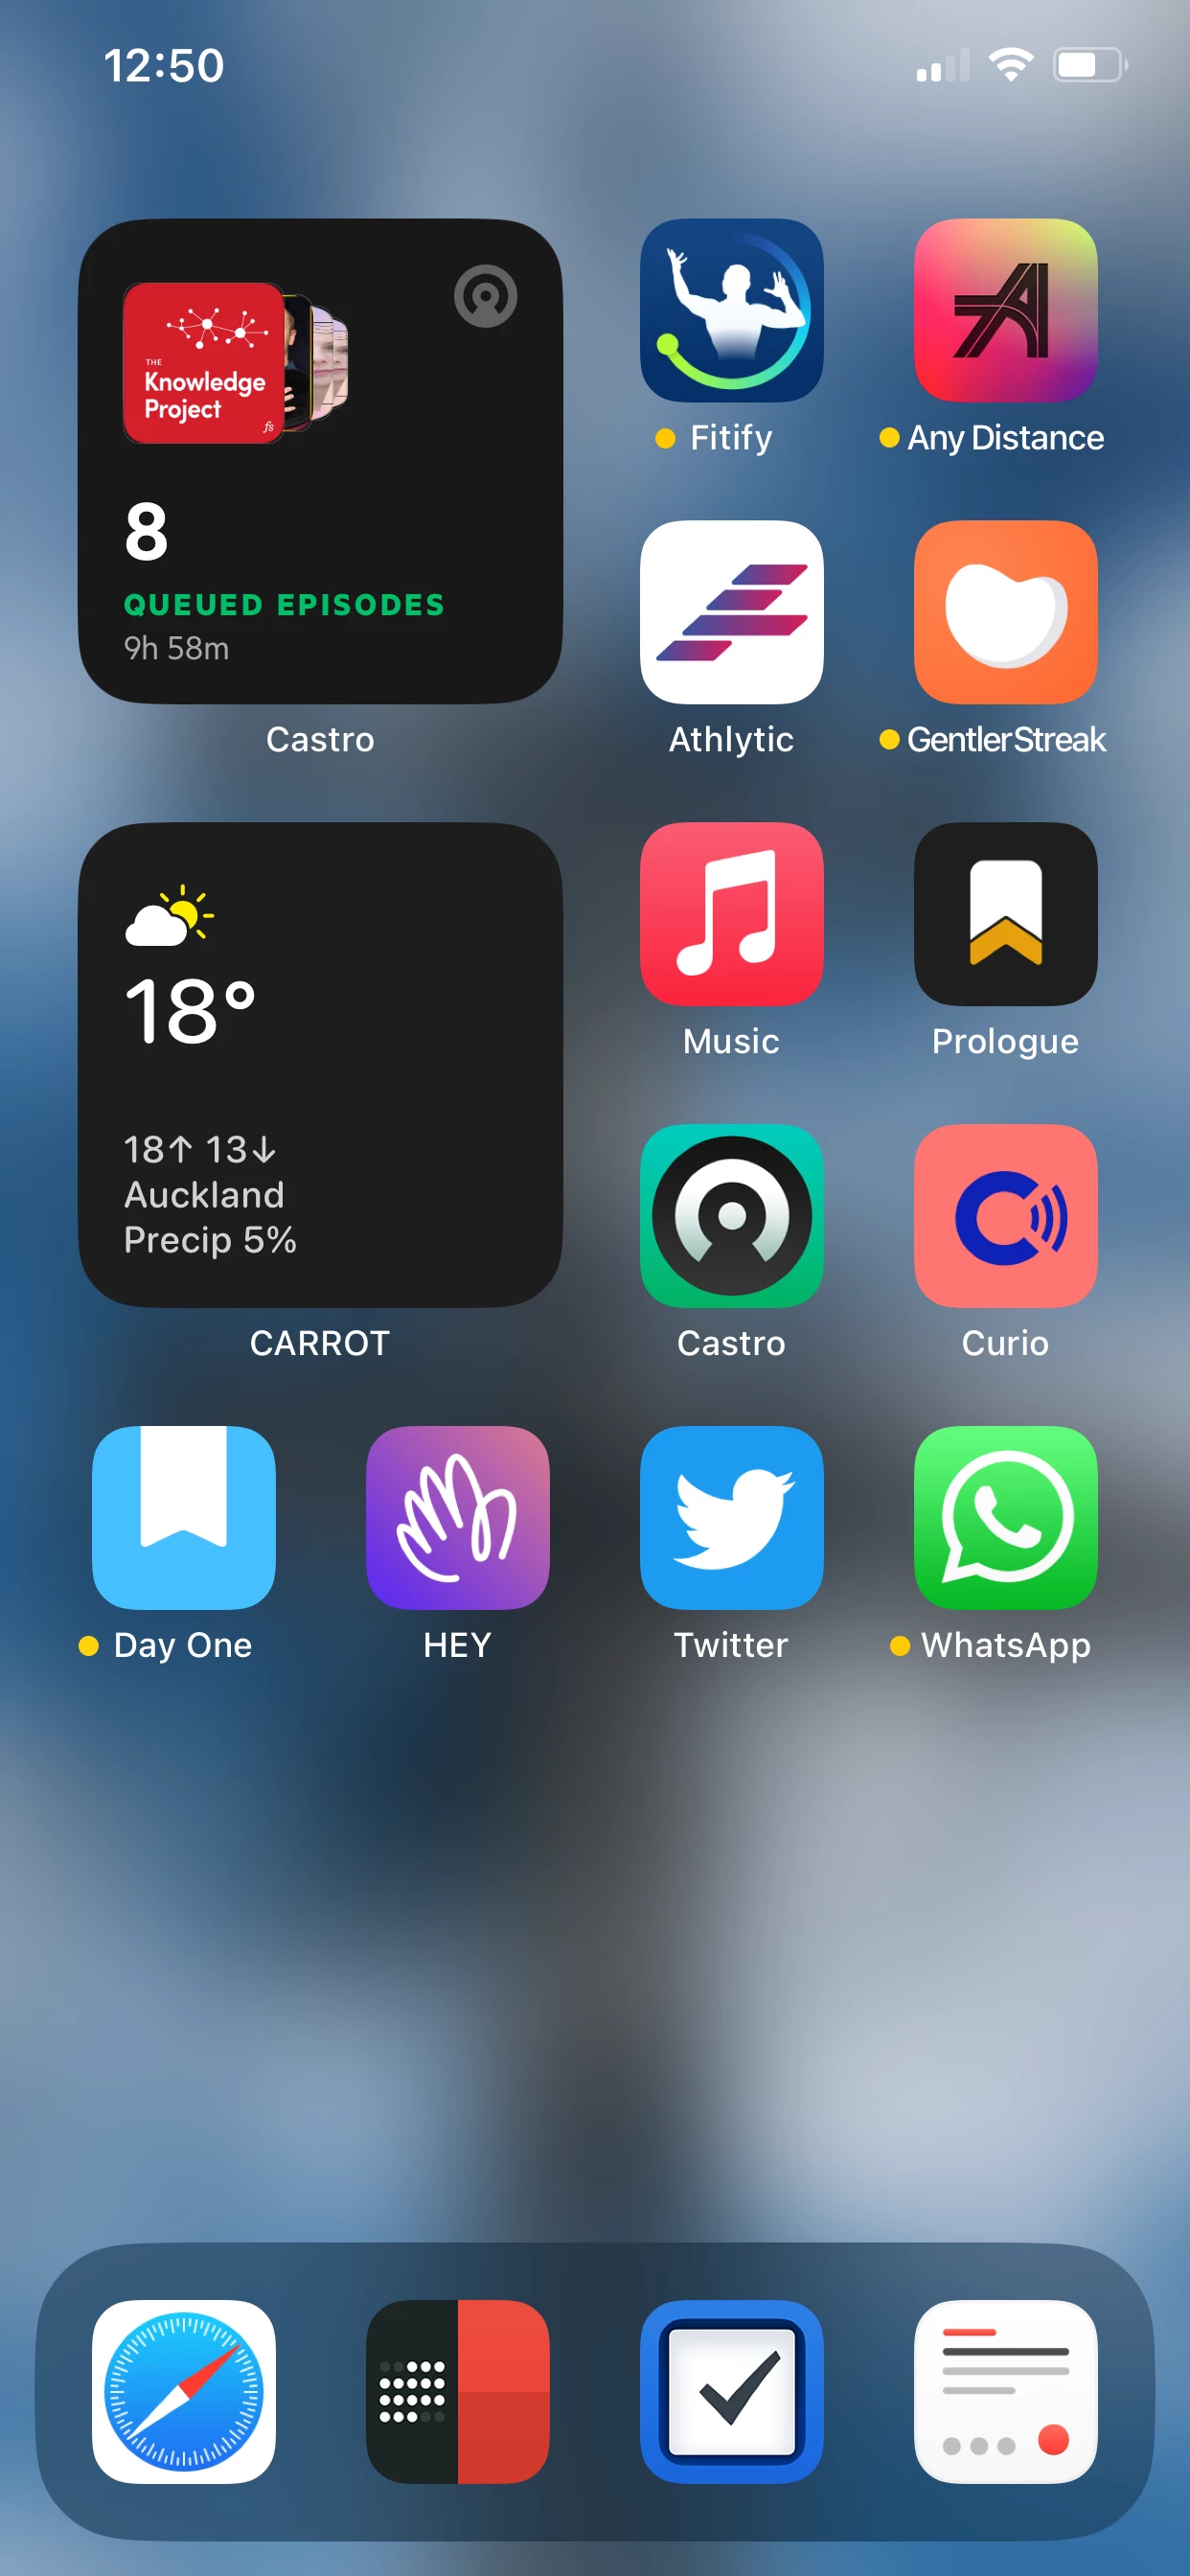 12:50
THE
Knowledge
Project
fs
8
QUEUED EPISODES
9h 58m
Castro
Fitify
Any Distance
Athlytic
GentlerStreak
18°
18↑ 13↓
Auckland
Precip 5%
CARROT
Music
Prologue
Castro
Curio
Day One
HEY
Twitter
WhatsApp